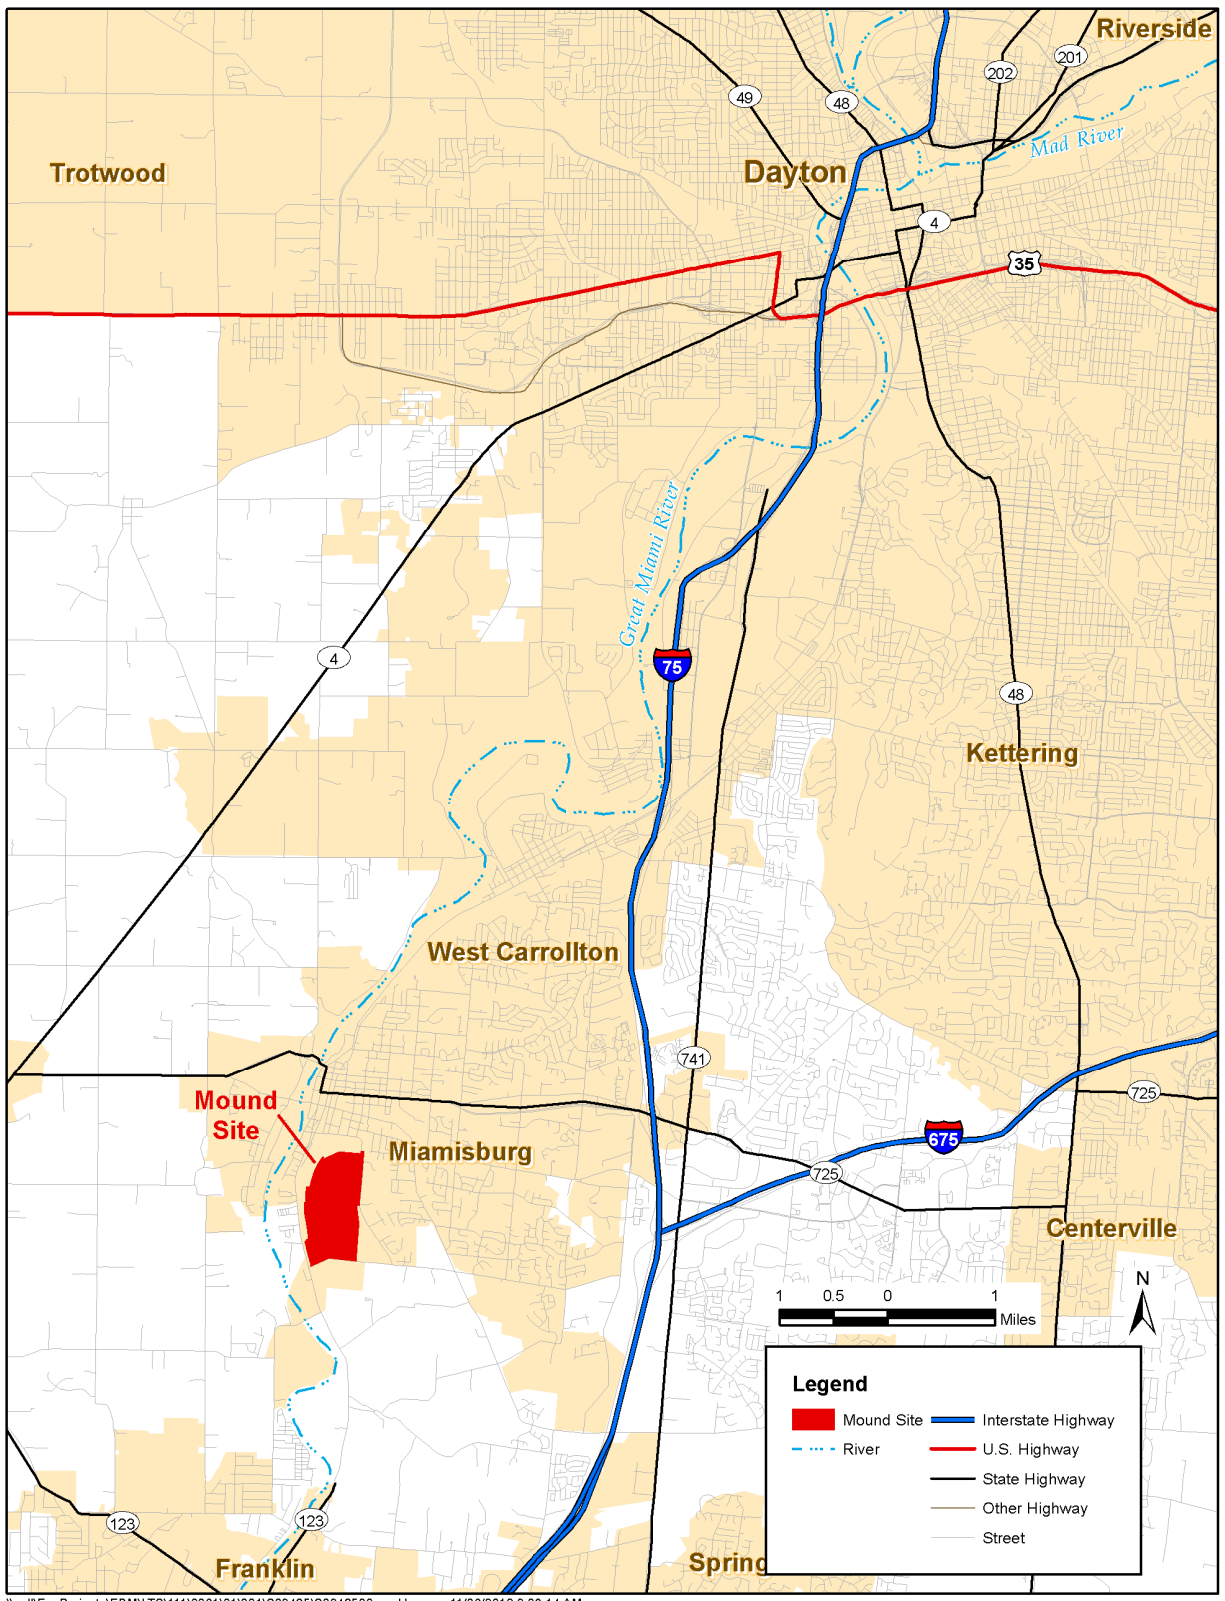 Riverside
201
202
49
48
Mad River
Trotwood
Dayton
4
35
Great Miami River
4
75
48
Kettering
West Carrollton
741
725
Mound
Site
675
Miamisburg
725
Centerville
N
1 0.5 0 1
Miles
Legend
Mound Site
Interstate Highway
River
U.S. Highway
State Highway
Other Highway
Street
123
123
Franklin
Spring